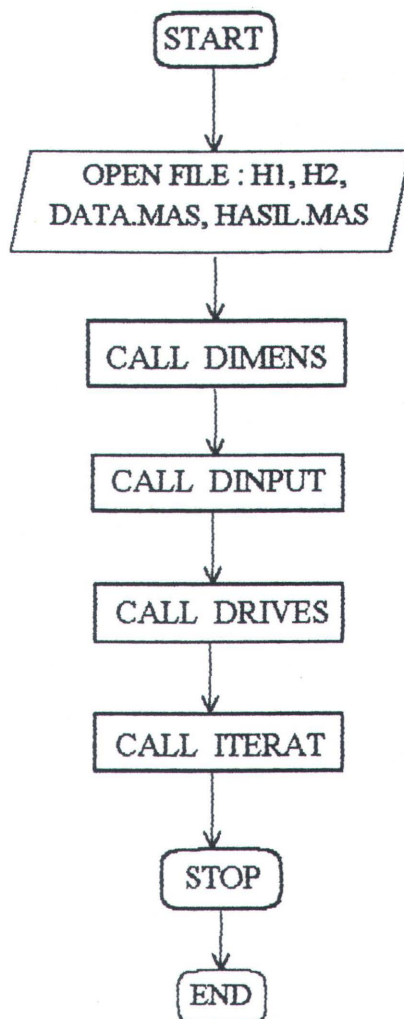 START
OPEN FILE : H1, H2,
DATA.MAS, HASIL.MAS
CALL DIMENS
CALL DINPUT
CALL DRIVES
CALL ITERAT
STOP
END